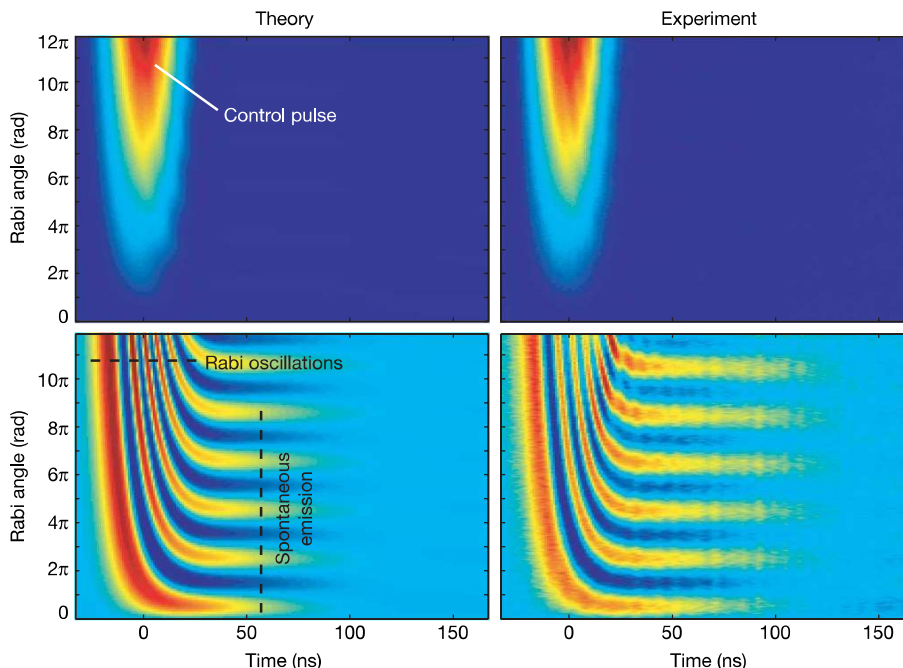 Theory
Experiment
Rabi angle (rad)
12π
10π
8π
6π
4π
2π
0
Control pulse
Rabi angle (rad)
10π
8π
6π
4π
2π
0
Rabi oscillations
Spontaneous
emission
0
50
100
150
Time (ns)
0
50
100
150
Time (ns)